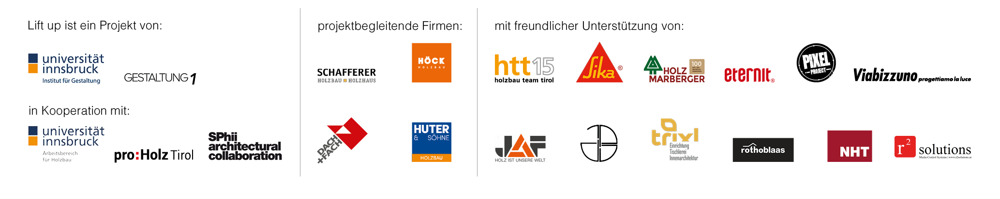 Lift up ist ein Projekt von:
universität
innsbruck
Institut für Gestaltung
GESTALTUNG1
in Kooperation mit:
universität
innsbruck
Arbeitsbereich
für Holzbau
pro:Holz Tirol
SPhii
architectural
collaboration
projektbegleitende Firmen:
SCHAFFERER
HOLZBAU HOLZHAUS
HÖCK
HOLZBAU
DACH
+FACH
HUTER
& SÖHNE
HOLZBAU
mit freundlicher Unterstützung von:
htt15
holzbau team tirol
Sika®
HOLZ
MARBERGER
100
eternit®
PIXEL
PROJECT
Viabizzuno progettiamo la luce
JAF
HOLZ IST UNSERE WELT
trixl
Einrichtung
Tischlerei
Innenarchitektur
rothoblaas
NHT
r2 solutions
Media Control Systems | www.r2solutions.at